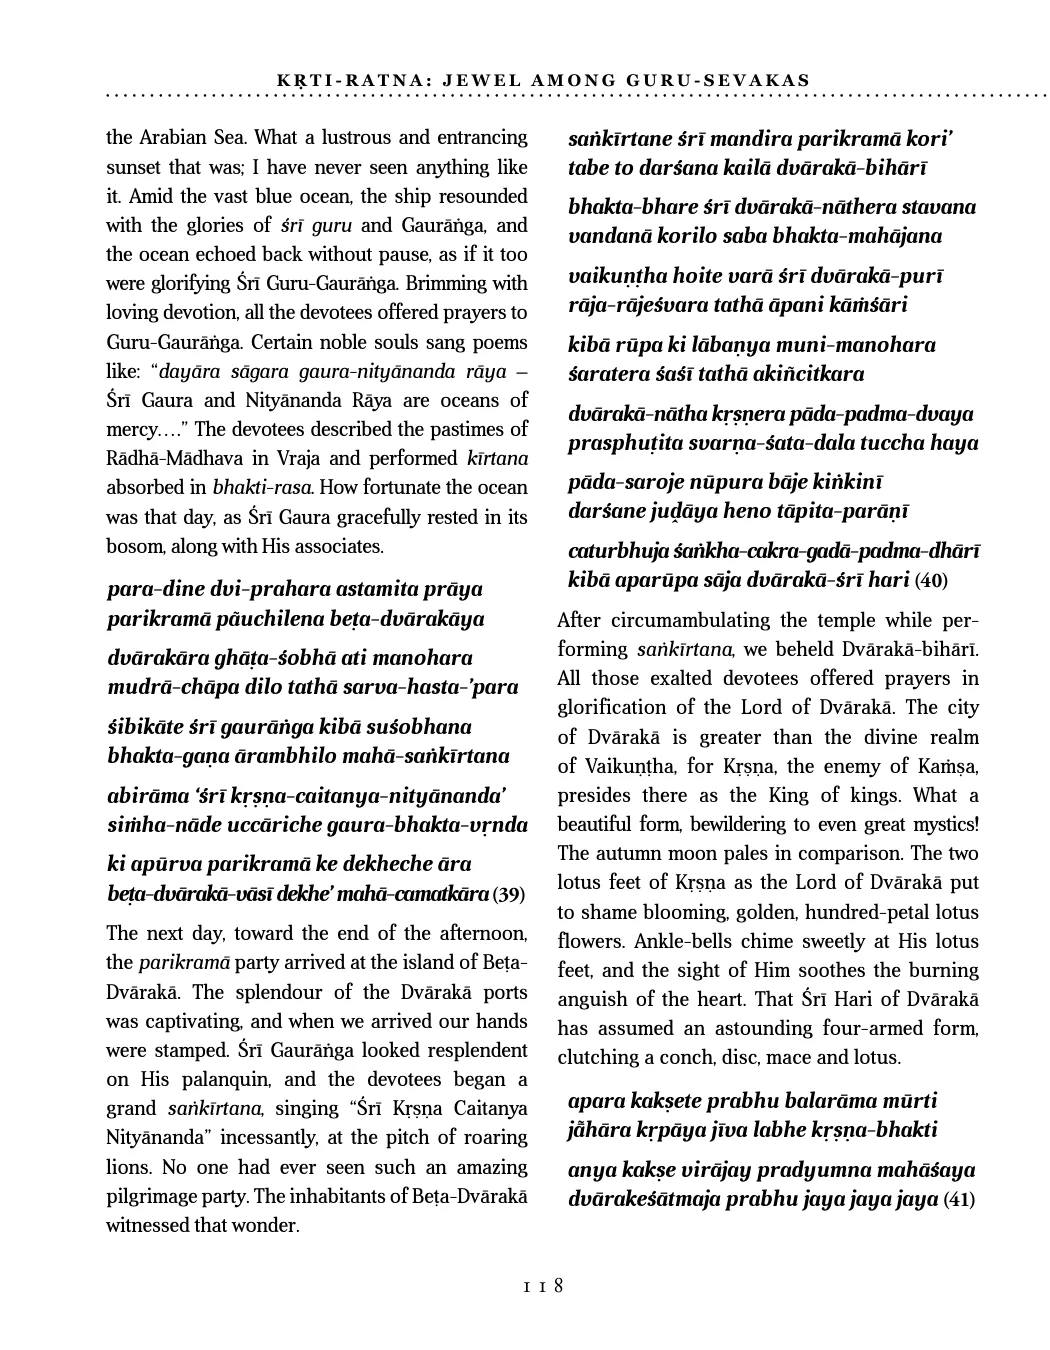 KṚTI-RATNA: JEWEL AMONG GURU-SEVAKAS
the Arabian Sea. What a lustrous and entrancing
sunset that was; I have never seen anything like
it. Amid the vast blue ocean, the ship resounded
with the glories of śrī guru and Gaurāṅga, and
the ocean echoed back without pause, as if it too
were glorifying Śrī Guru-Gaurāṅga. Brimming with
loving devotion, all the devotees offered prayers to
Guru-Gaurāṅga. Certain noble souls sang poems
like: “dayāra sāgara gaura-nityānanda rāya –
Śrī Gaura and Nityānanda Rāya are oceans of
mercy.…” The devotees described the pastimes of
Rādhā-Mādhava in Vraja and performed kīrtana
absorbed in bhakti-rasa. How fortunate the ocean
was that day, as Śrī Gaura gracefully rested in its
bosom, along with His associates.
para-dine dvi-prahara astamita prāya
parikramā pãuchilena beṭa-dvārakāya
dvārakāra ghāṭa-śobhā ati manohara
mudrā-chāpa dilo tathā sarva-hasta-’para
śibikāte śrī gaurāṅga kibā suśobhana
bhakta-gaṇa ārambhilo mahā-saṅkīrtana
abirāma ‘śrī kṛṣṇa-caitanya-nityānanda’
siṁha-nāde uccāriche gaura-bhakta-vṛnda
ki apūrva parikramā ke dekheche āra
beṭa-dvārakā-vāsī dekhe’ mahā-camatkāra (39)
The next day, toward the end of the afternoon,
the parikramā party arrived at the island of Beṭa-
Dvārakā. The splendour of the Dvārakā ports
was captivating, and when we arrived our hands
were stamped. Śrī Gaurāṅga looked resplendent
on His palanquin, and the devotees began a
grand saṅkīrtana, singing “Śrī Kṛṣṇa Caitanya
Nityānanda” incessantly, at the pitch of roaring
lions. No one had ever seen such an amazing
pilgrimage party. The inhabitants of Beṭa-Dvārakā
witnessed that wonder.
saṅkīrtane śrī mandira parikramā kori’
tabe to darśana kailā dvārakā-bihārī
bhakta-bhare śrī dvārakā-nāthera stavana
vandanā korilo saba bhakta-mahājana
vaikuṇṭha hoite varā śrī dvārakā-purī
rāja-rājeśvara tathā āpani kāṁśāri
kibā rūpa ki lābaṇya muni-manohara
śaratera śaśī tathā akiñcitkara
dvārakā-nātha kṛṣṇera pāda-padma-dvaya
prasphuṭita svarṇa-śata-dala tuccha haya
pāda-saroje nūpura bāje kiṅkinī
darśane juḓāya heno tāpita-parāṇī
caturbhuja śaṅkha-cakra-gadā-padma-dhārī
kibā aparūpa sāja dvārakā-śrī hari (40)
After circumambulating the temple while per-
forming saṅkīrtana, we beheld Dvārakā-bihārī.
All those exalted devotees offered prayers in
glorification of the Lord of Dvārakā. The city
of Dvārakā is greater than the divine realm
of Vaikuṇṭha, for Kṛṣṇa, the enemy of Kaṁṣa,
presides there as the King of kings. What a
beautiful form, bewildering to even great mystics!
The autumn moon pales in comparison. The two
lotus feet of Kṛṣṇa as the Lord of Dvārakā put
to shame blooming, golden, hundred-petal lotus
flowers. Ankle-bells chime sweetly at His lotus
feet, and the sight of Him soothes the burning
anguish of the heart. That Śrī Hari of Dvārakā
has assumed an astounding four-armed form,
clutching a conch, disc, mace and lotus.
apara kakṣete prabhu balarāma mūrti
jā̃hāra kṛpāya jīva labhe kṛṣṇa-bhakti
anya kakṣe virājay pradyumna mahāśaya
dvārakeśātmaja prabhu jaya jaya jaya (41)
118